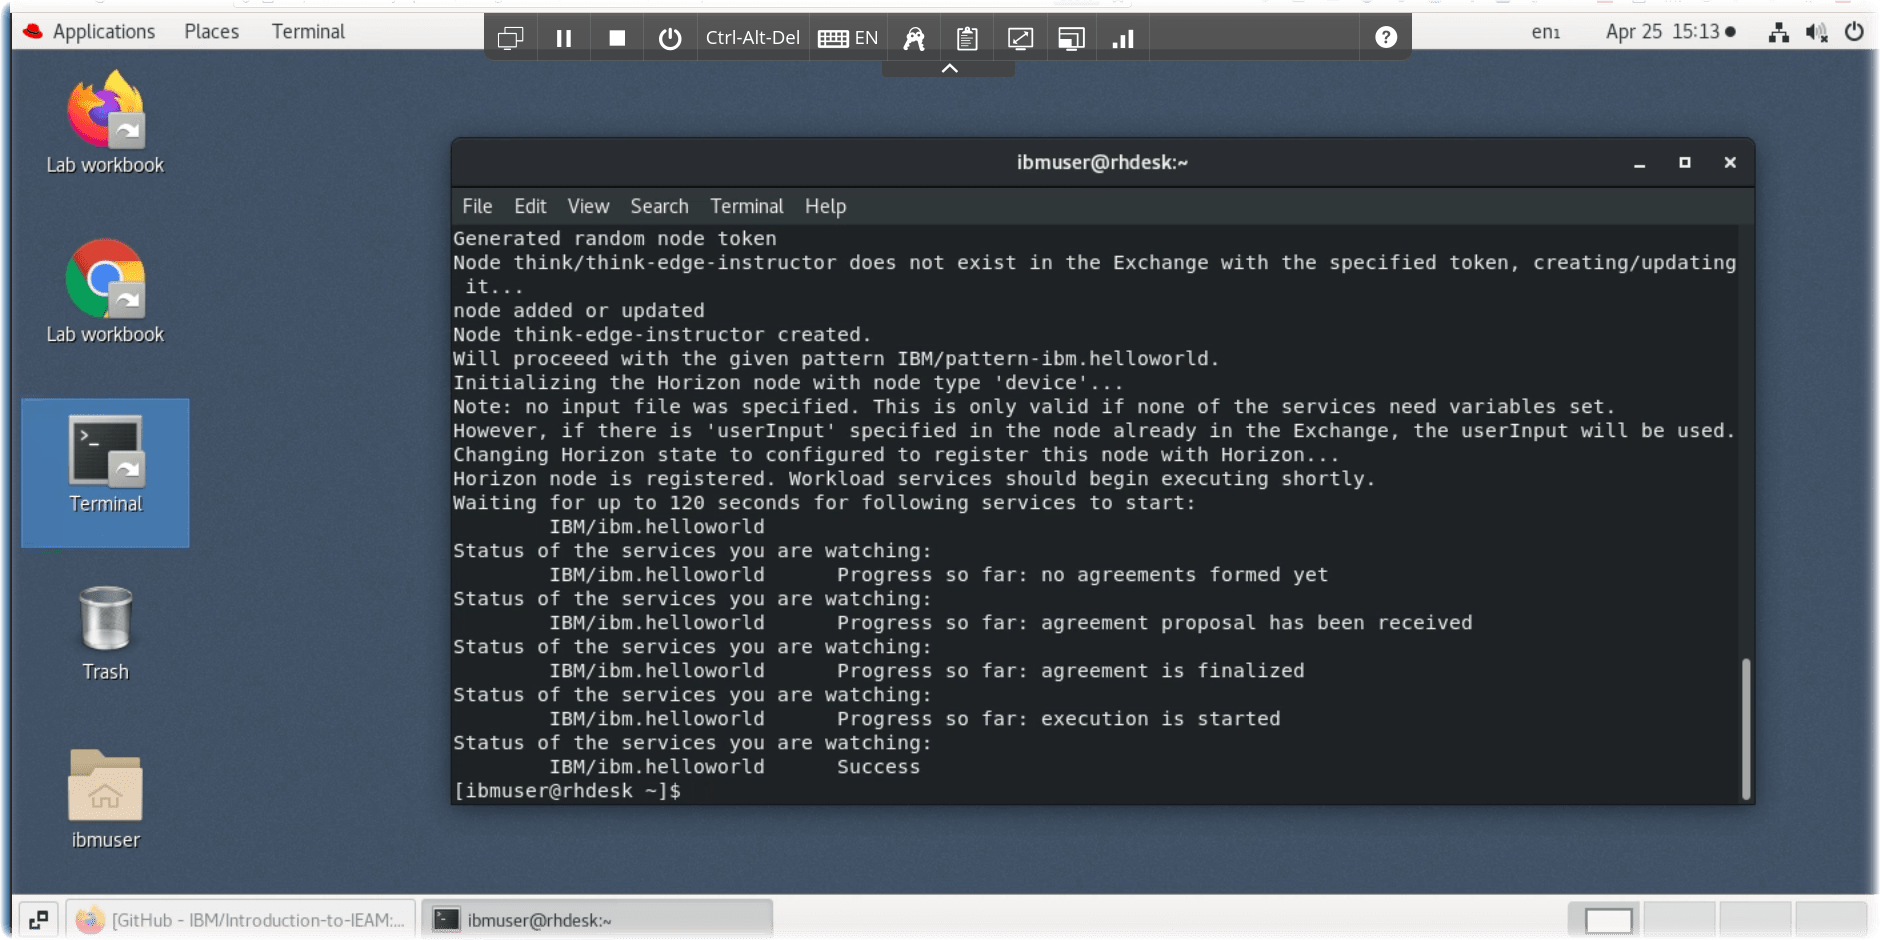 Applications Places Terminal
Ctrl-Alt-Del EN
?
en₁ Apr 25 15:13
Lab workbook
Lab workbook
Terminal
Trash
ibmuser
ibmuser@rhdesk:~
File Edit View Search Terminal Help
Generated random node token
Node think/think-edge-instructor does not exist in the Exchange with the specified token, creating/updating
it...
node added or updated
Node think-edge-instructor created.
Will proceeed with the given pattern IBM/pattern-ibm.helloworld.
Initializing the Horizon node with node type 'device'...
Note: no input file was specified. This is only valid if none of the services need variables set.
However, if there is 'userInput' specified in the node already in the Exchange, the userInput will be used.
Changing Horizon state to configured to register this node with Horizon...
Horizon node is registered. Workload services should begin executing shortly.
Waiting for up to 120 seconds for following services to start:
IBM/ibm.helloworld
Status of the services you are watching:
IBM/ibm.helloworld Progress so far: no agreements formed yet
Status of the services you are watching:
IBM/ibm.helloworld Progress so far: agreement proposal has been received
Status of the services you are watching:
IBM/ibm.helloworld Progress so far: agreement is finalized
Status of the services you are watching:
IBM/ibm.helloworld Progress so far: execution is started
Status of the services you are watching:
IBM/ibm.helloworld Success
[ibmuser@rhdesk ~]$
[GitHub - IBM/Introduction-to-IEAM:...
ibmuser@rhdesk:~